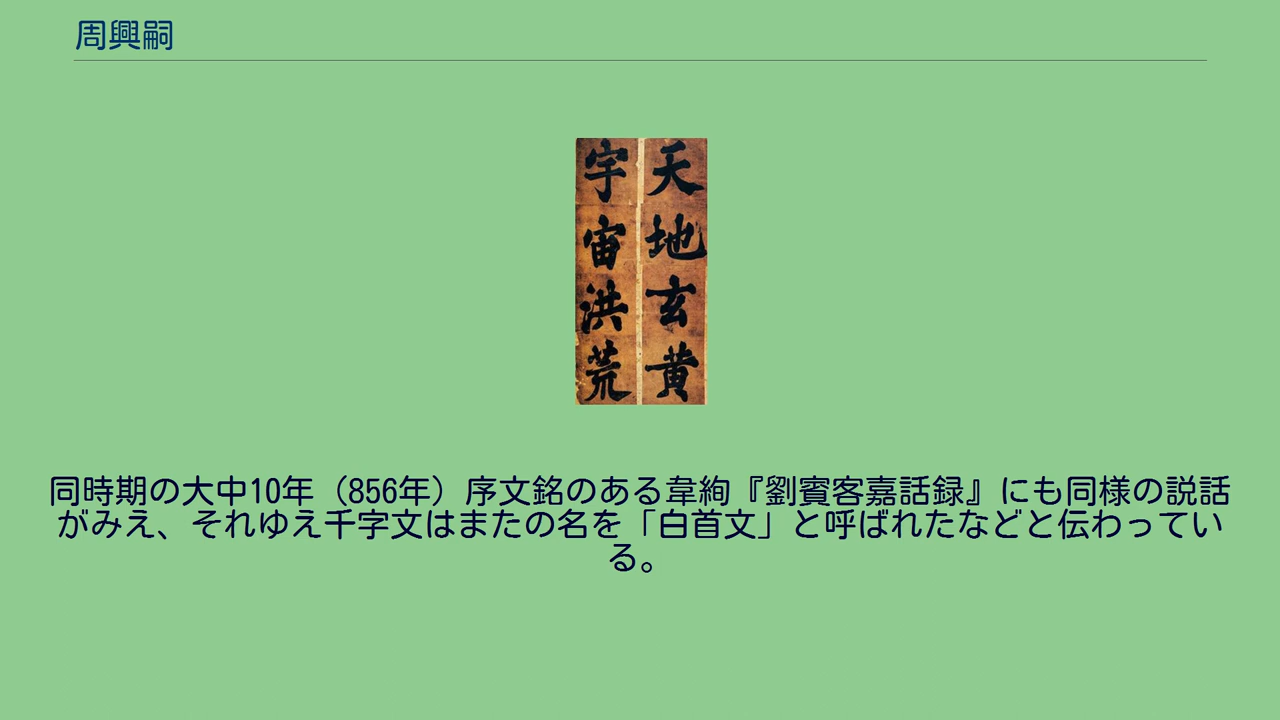 周興嗣
天地玄黄
宇宙洪荒
同時期の大中10年（856年）序文銘のある韋絢『劉賓客嘉話録』にも同様の説話
がみえ、それゆえ千字文はまたの名を「白首文」と呼ばれたなどと伝わってい
る。